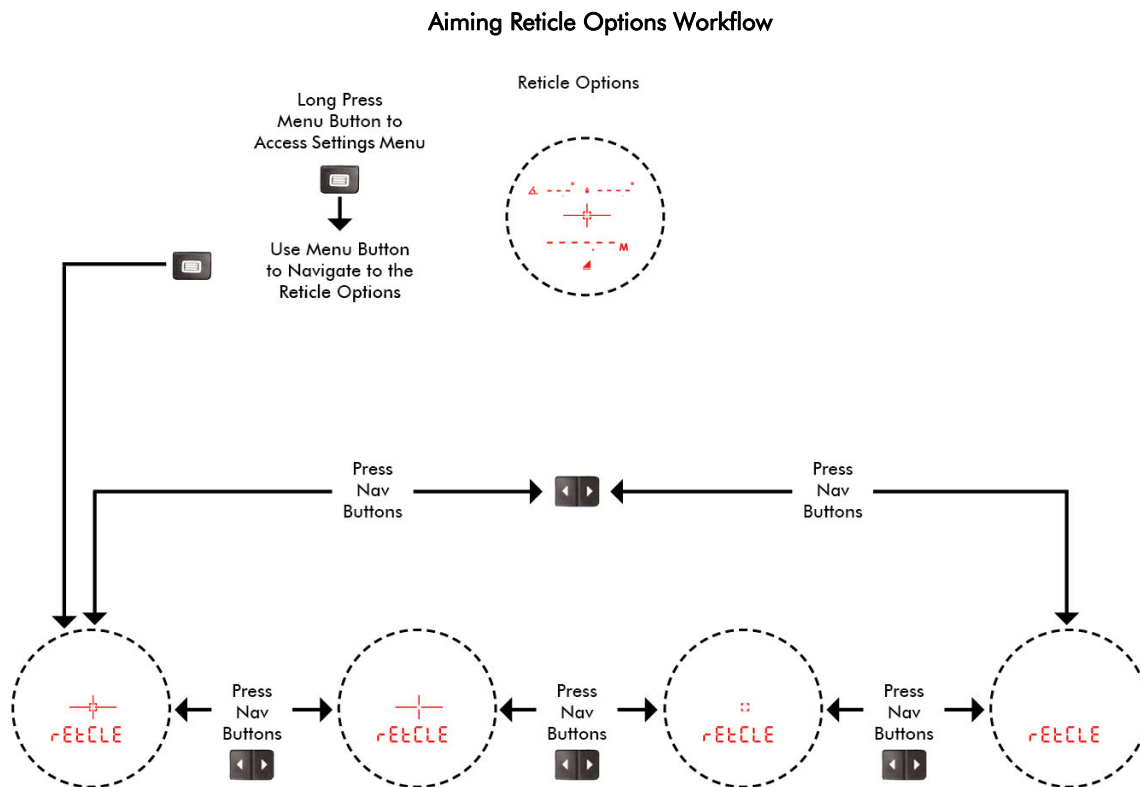 Aiming Reticle Options Workflow
Reticle Options
Long Press
Menu Button to
Access Settings Menu
Use Menu Button
to Navigate to the
Reticle Options
M
Press
Nav
Buttons
Press
Nav
Buttons
rEtCLE
Press
Nav
Buttons
rEtCLE
Press
Nav
Buttons
rEtCLE
Press
Nav
Buttons
rEtCLE